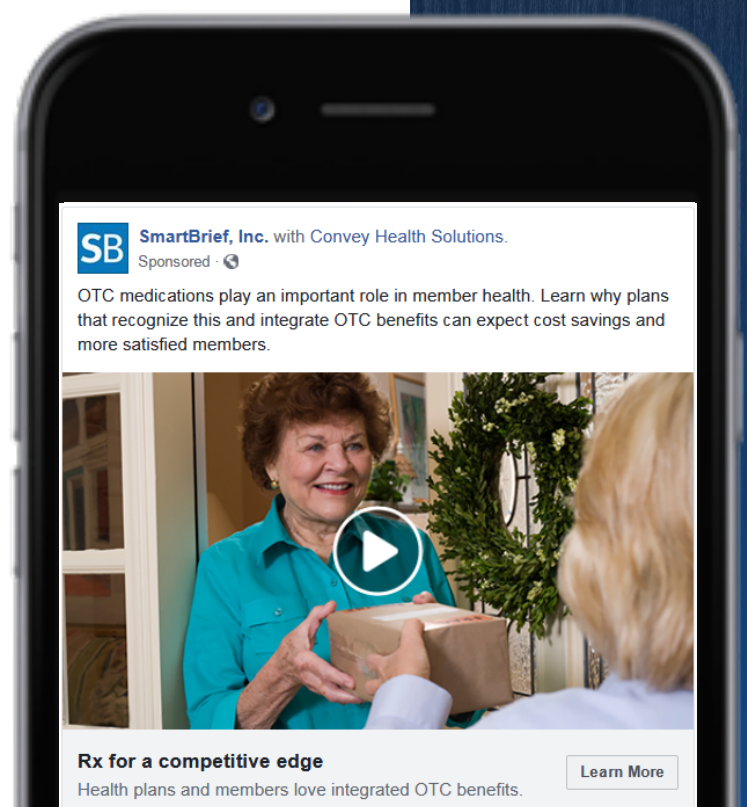 SB
SmartBrief, Inc. with Convey Health Solutions.
Sponsored ·
OTC medications play an important role in member health. Learn why plans
that recognize this and integrate OTC benefits can expect cost savings and
more satisfied members.
Rx for a competitive edge
Learn More
Health plans and members love integrated OTC benefits.